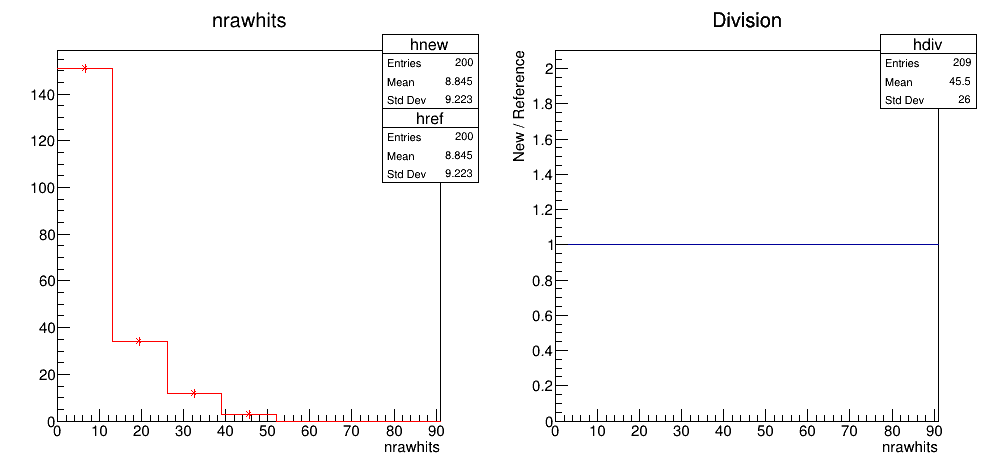 nrawhits
hnew
Entries 200
Mean 8.845
Std Dev 9.223
href
Entries 200
Mean 8.845
Std Dev 9.223
140
120
100
80
60
40
20
0
0 10 20 30 40 50 60 70 80 90
nrawhits
Division
hdiv
Entries 209
Mean 45.5
Std Dev 26
New / Reference
2
1.8
1.6
1.4
1.2
1
0.8
0.6
0.4
0.2
0
0 10 20 30 40 50 60 70 80 90
nrawhits